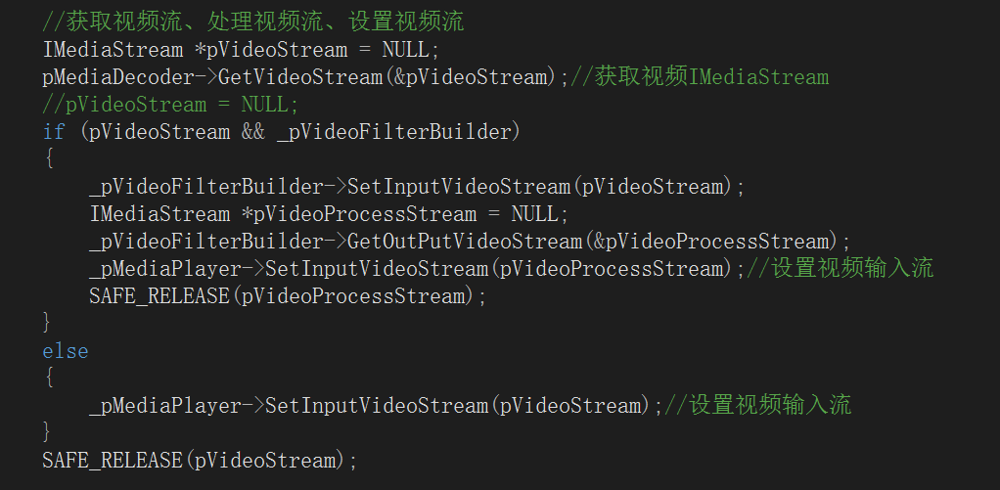 //获取视频流、处理视频流、设置视频流
IMediaStream *pVideoStream = NULL;
pMediaDecoder->GetVideoStream(&pVideoStream);//获取视频IMediaStream
//pVideoStream = NULL;
if (pVideoStream && _pVideoFilterBuilder)
{
    _pVideoFilterBuilder->SetInputVideoStream(pVideoStream);
    IMediaStream *pVideoProcessStream = NULL;
    _pVideoFilterBuilder->GetOutPutVideoStream(&pVideoProcessStream);
    _pMediaPlayer->SetInputVideoStream(pVideoProcessStream);//设置视频输入流
    SAFE_RELEASE(pVideoProcessStream);
}
else
{
    _pMediaPlayer->SetInputVideoStream(pVideoStream);//设置视频输入流
}
SAFE_RELEASE(pVideoStream);